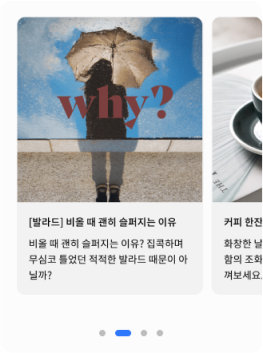 why?
[발라드] 비올 때 괜히 슬퍼지는 이유
비올 때 괜히 슬퍼지는 이유? 집콕하며
무심코 틀었던 적적한 발라드 때문이 아
닐까?
커피 한잔
화창한 날
함의 조화
껴보세요.